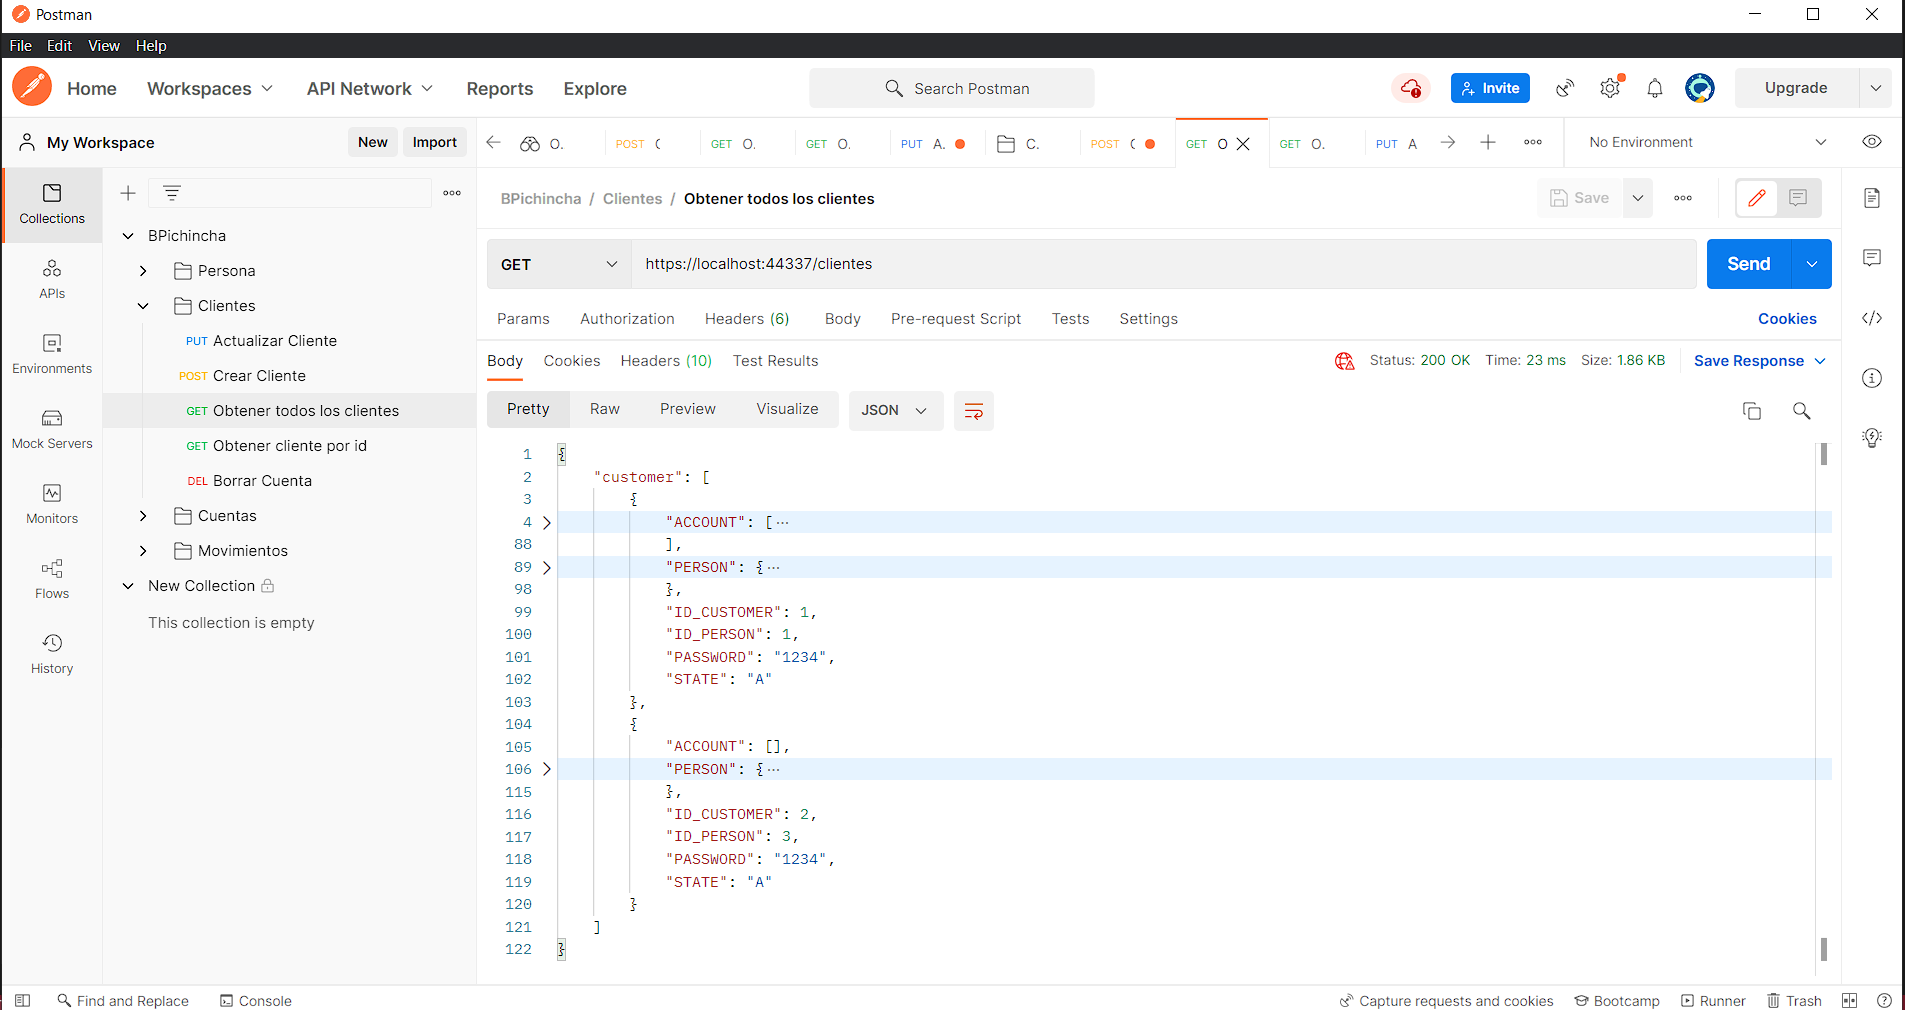 Postman
File Edit View Help
Home Workspaces API Network Reports Explore Search Postman Invite Upgrade
My Workspace New Import O. POST GET O. GET O. PUT A. C. POST GET O GET O. PUT A No Environment
BPichincha / Clientes / Obtener todos los clientes Save
GET https://localhost:44337/clientes Send
Params Authorization Headers (6) Body Pre-request Script Tests Settings Cookies
Body Cookies Headers (10) Test Results Status: 200 OK Time: 23 ms Size: 1.86 KB Save Response
Pretty Raw Preview Visualize JSON
Collections
APIs
Environments
Mock Servers
Monitors
Flows
History
BPichincha
Persona
Clientes
PUT Actualizar Cliente
POST Crear Cliente
GET Obtener todos los clientes
GET Obtener cliente por id
DEL Borrar Cuenta
Cuentas
Movimientos
New Collection
This collection is empty
1 {
2 "customer": [
3 {
4 "ACCOUNT": [...
88 ],
89 "PERSON": {...
98 },
99 "ID_CUSTOMER": 1,
100 "ID_PERSON": 1,
101 "PASSWORD": "1234",
102 "STATE": "A"
103 },
104 {
105 "ACCOUNT": [],
106 "PERSON": {...
115 },
116 "ID_CUSTOMER": 2,
117 "ID_PERSON": 3,
118 "PASSWORD": "1234",
119 "STATE": "A"
120 }
121 ]
122 }
Find and Replace Console Capture requests and cookies Bootcamp Runner Trash